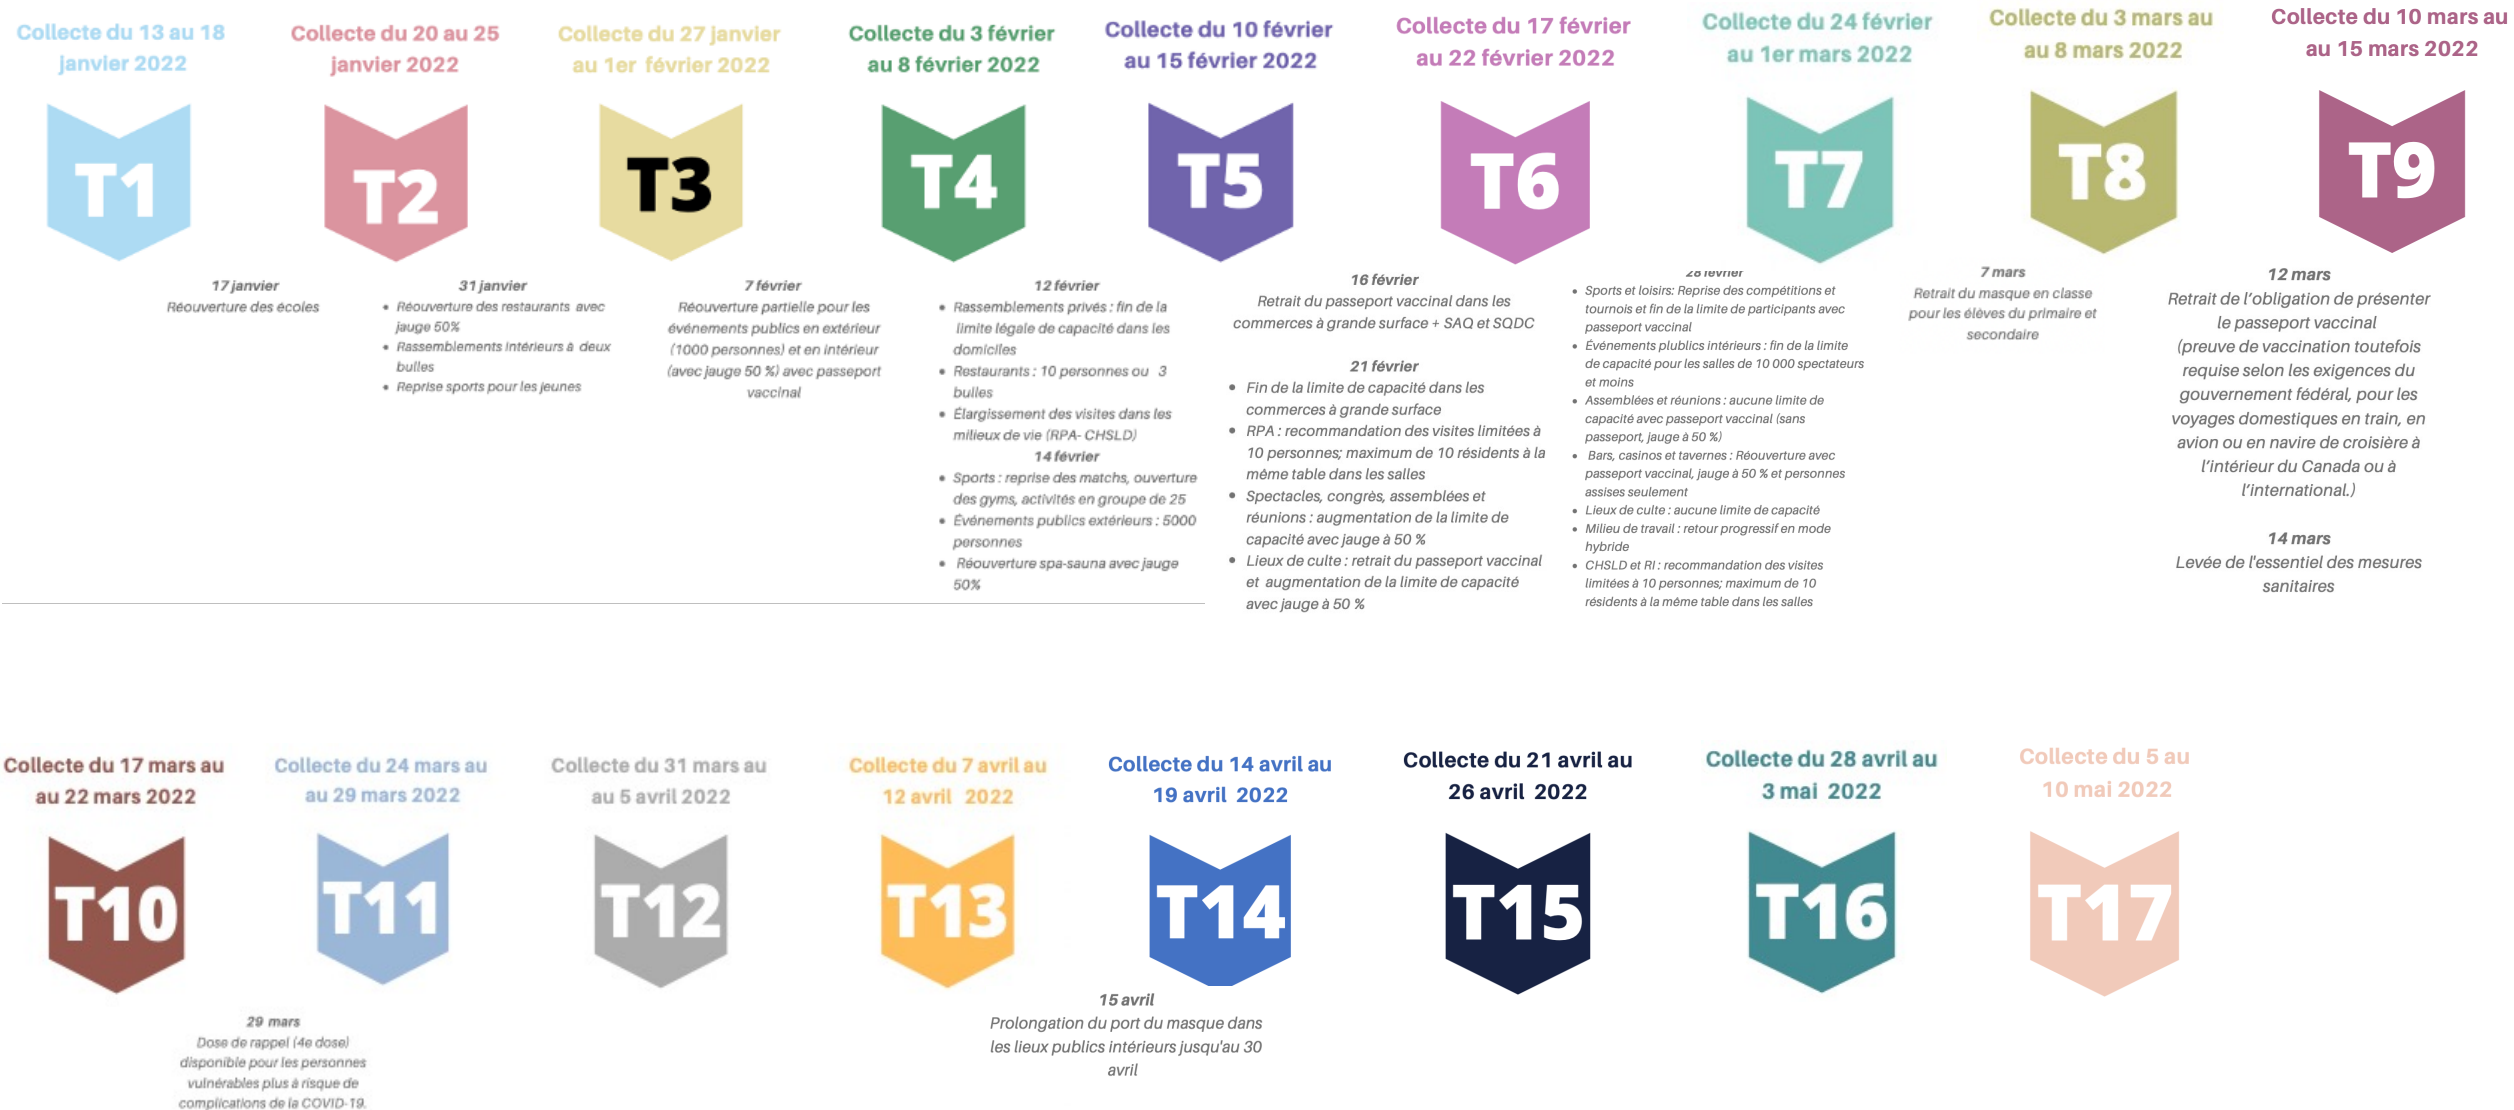 Collecte du 13 au 18
janvier 2022
T1
Collecte du 20 au 25
janvier 2022
T2
Collecte du 27 janvier
au 1er février 2022
T3
Collecte du 3 février
au 8 février 2022
T4
Collecte du 10 février
au 15 février 2022
T5
Collecte du 17 février
au 22 février 2022
T6
Collecte du 24 février
au 1er mars 2022
T7
Collecte du 3 mars au
au 8 mars 2022
T8
Collecte du 10 mars au
au 15 mars 2022
T9
17 janvier
Réouverture des écoles
31 janvier
• Réouverture des restaurants avec
jauge 50%
• Rassemblements intérieurs à deux
bulles
• Reprise sports pour les jeunes
7 février
Réouverture partielle pour les
événements publics en extérieur
(1000 personnes) et en intérieur
(avec jauge 50 %) avec passeport
vaccinal
12 février
• Rassemblements privés : fin de la
limite légale de capacité dans les
domiciles
• Restaurants : 10 personnes ou 3
bulles
• Élargissement des visites dans les
milieux de vie (RPA- CHSLD)
14 février
• Sports : reprise des matchs, ouverture
des gyms, activités en groupe de 25
• Événements publics extérieurs : 5000
personnes
• Réouverture spa-sauna avec jauge
50%
16 février
Retrait du passeport vaccinal dans les
commerces à grande surface + SAQ et SQDC
21 février
• Fin de la limite de capacité dans les
commerces à grande surface
• RPA : recommandation des visites limitées à
10 personnes; maximum de 10 résidents à la
même table dans les salles
• Spectacles, congrès, assemblées et
réunions : augmentation de la limite de
capacité avec jauge à 50 %
• Lieux de culte : retrait du passeport vaccinal
et augmentation de la limite de capacité
avec jauge à 50 %
28 février
• Sports et loisirs: Reprise des compétitions et
tournois et fin de la limite de participants avec
passeport vaccinal
• Événements plublics intérieurs : fin de la limite
de capacité pour les salles de 10 000 spectateurs
et moins
• Assemblées et réunions : aucune limite de
capacité avec passeport vaccinal (sans
passeport, jauge à 50 %)
• Bars, casinos et tavernes : Réouverture avec
passeport vaccinal, jauge à 50 % et personnes
assises seulement
• Lieux de culte : aucune limite de capacité
• Milieu de travail : retour progressif en mode
hybride
• CHSLD et RI : recommandation des visites
limitées à 10 personnes; maximum de 10
résidents à la même table dans les salles
7 mars
Retrait du masque en classe
pour les élèves du primaire et
secondaire
12 mars
Retrait de l’obligation de présenter
le passeport vaccinal
(preuve de vaccination toutefois
requise selon les exigences du
gouvernement fédéral, pour les
voyages domestiques en train, en
avion ou en navire de croisière à
l’intérieur du Canada ou à
l’international.)
14 mars
Levée de l'essentiel des mesures
sanitaires
Collecte du 17 mars au
au 22 mars 2022
T10
Collecte du 24 mars au
au 29 mars 2022
T11
Collecte du 31 mars au
au 5 avril 2022
T12
Collecte du 7 avril au
12 avril 2022
T13
Collecte du 14 avril au
19 avril 2022
T14
Collecte du 21 avril au
26 avril 2022
T15
Collecte du 28 avril au
3 mai 2022
T16
Collecte du 5 au
10 mai 2022
T17
29 mars
Dose de rappel (4e dose)
disponible pour les personnes
vulnérables plus à risque de
complications de la COVID-19.
15 avril
Prolongation du port du masque dans
les lieux publics intérieurs jusqu'au 30
avril